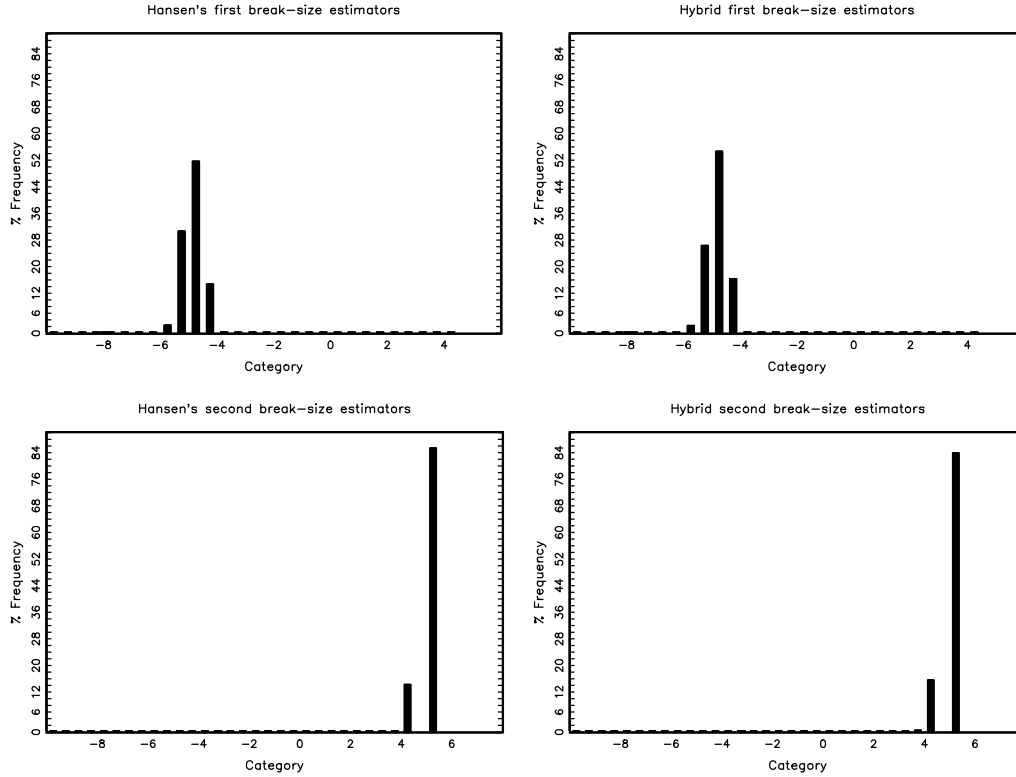 Hansen's first break−size estimators
% Frequency
0 6 12 20 28 36 44 52 60 68 76 84
−8 −6 −4 −2 0 2 4
Category
Hybrid first break−size estimators
% Frequency
0 6 12 20 28 36 44 52 60 68 76 84
−8 −6 −4 −2 0 2 4
Category
Hansen's second break−size estimators
% Frequency
0 6 12 20 28 36 44 52 60 68 76 84
−8 −6 −4 −2 0 2 4 6
Category
Hybrid second break−size estimators
% Frequency
0 6 12 20 28 36 44 52 60 68 76 84
−8 −6 −4 −2 0 2 4 6
Category